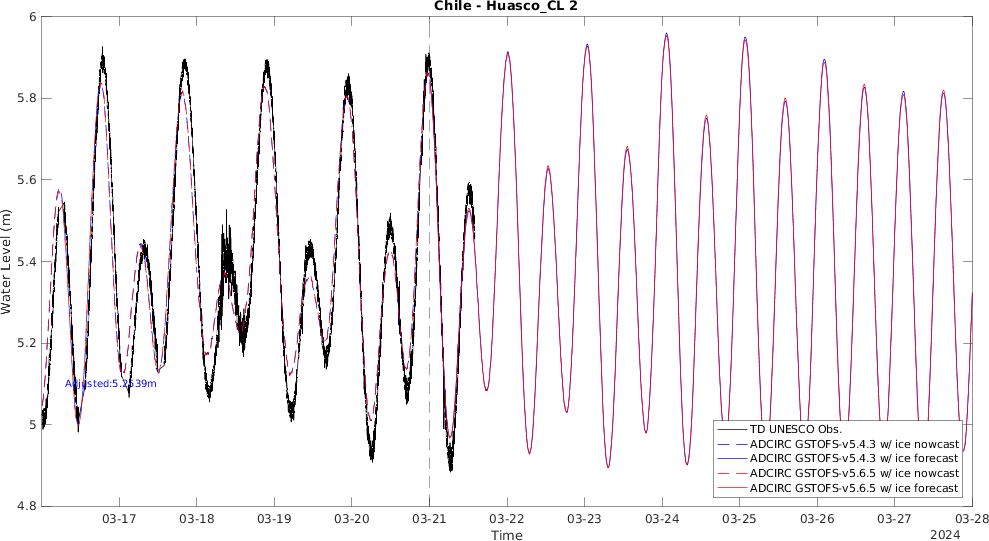 Chile - Huasco_CL 2
6
5.8
5.6
5.4
5.2
5
4.8
Water Level (m)
Adjusted:5.2539m
TD UNESCO Obs.
ADCIRC GSTOFS-v5.4.3 w/ ice nowcast
ADCIRC GSTOFS-v5.4.3 w/ ice forecast
ADCIRC GSTOFS-v5.6.5 w/ ice nowcast
ADCIRC GSTOFS-v5.6.5 w/ ice forecast
03-17 03-18 03-19 03-20 03-21 03-22 03-23 03-24 03-25 03-26 03-27 03-28
Time
2024